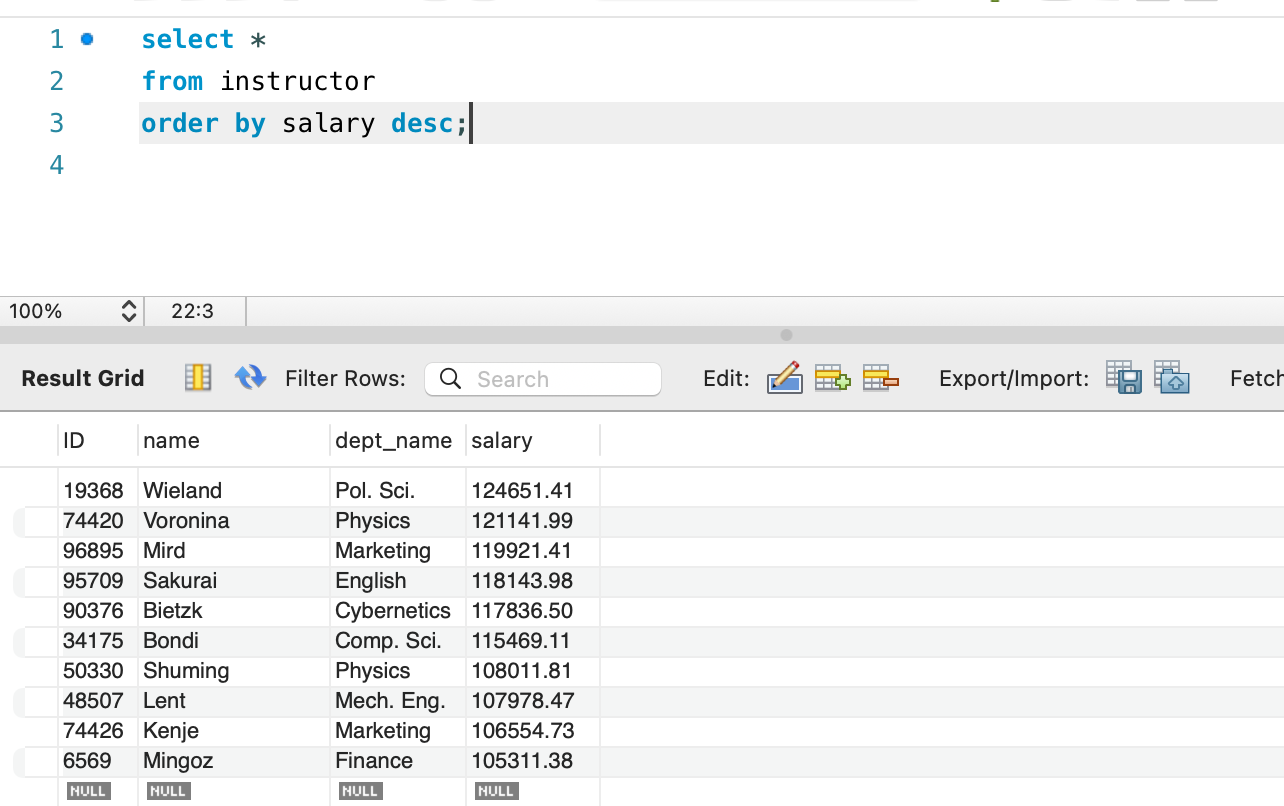 1 select *
2 from instructor
3 order by salary desc;
4
100% 22:3
Result Grid Filter Rows: Search Edit: Export/Import: Fetch
ID name dept_name salary
19368 Wieland Pol. Sci. 124651.41
74420 Voronina Physics 121141.99
96895 Mird Marketing 119921.41
95709 Sakurai English 118143.98
90376 Bietzk Cybernetics 117836.50
34175 Bondi Comp. Sci. 115469.11
50330 Shuming Physics 108011.81
48507 Lent Mech. Eng. 107978.47
74426 Kenje Marketing 106554.73
6569 Mingoz Finance 105311.38
NULL NULL NULL NULL